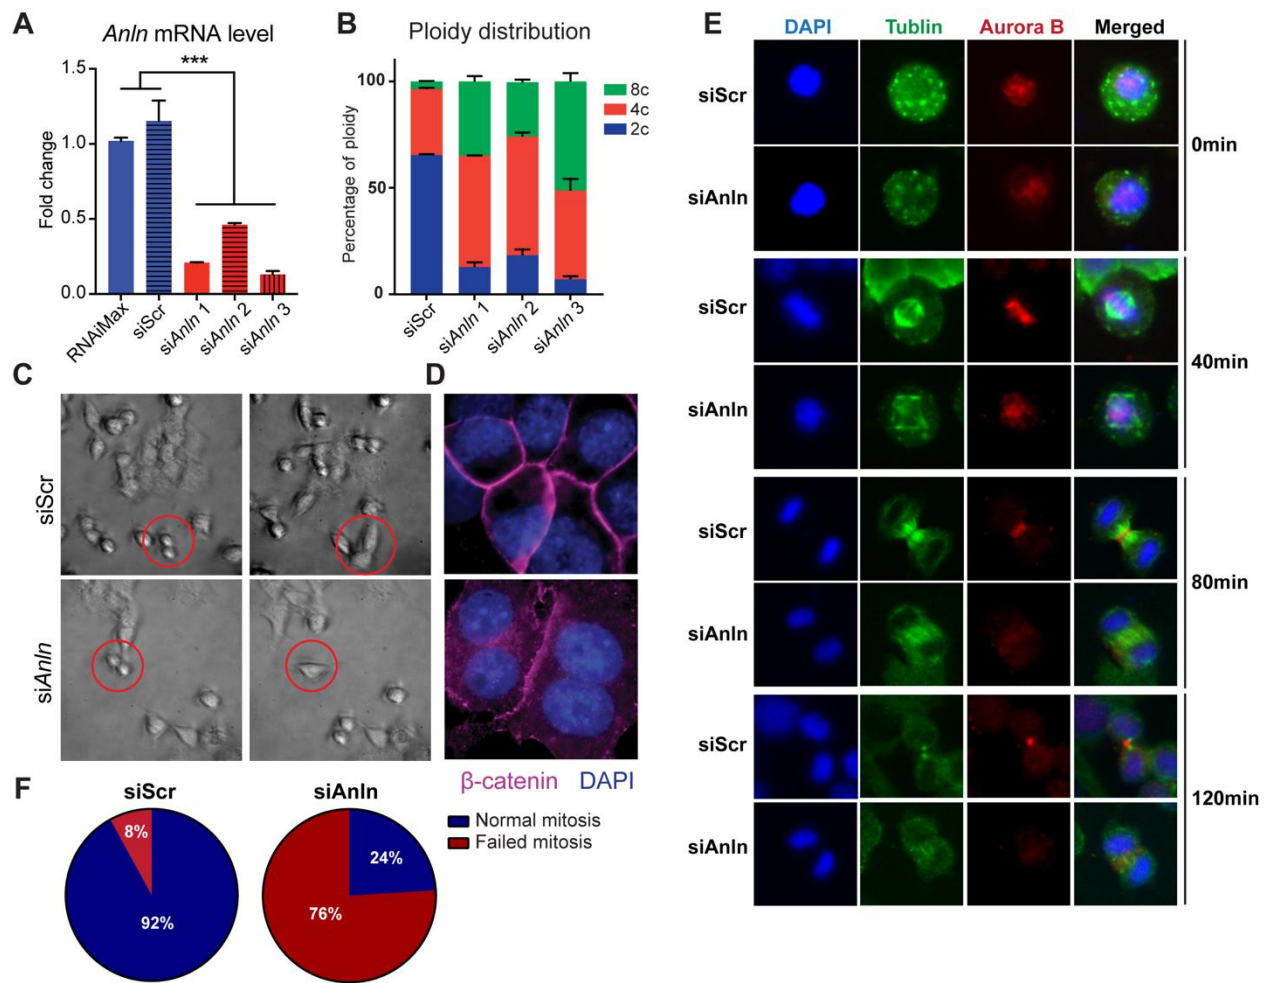 A
Anln mRNA level
1.5
1.0
0.5
0.0
Fold change
***
RNAiMax
siScr
siAnln 1
siAnln 2
siAnln 3
B
Ploidy distribution
100
50
0
Percentage of ploidy
8c
4c
2c
siScr
siAnln 1
siAnln 2
siAnln 3
C
siScr
siAnln
D
β-catenin DAPI
E
DAPI Tublin Aurora B Merged
siScr
siAnln
0min
siScr
siAnln
40min
siScr
siAnln
80min
siScr
siAnln
120min
F
siScr
8%
92%
siAnln
24%
76%
Normal mitosis
Failed mitosis